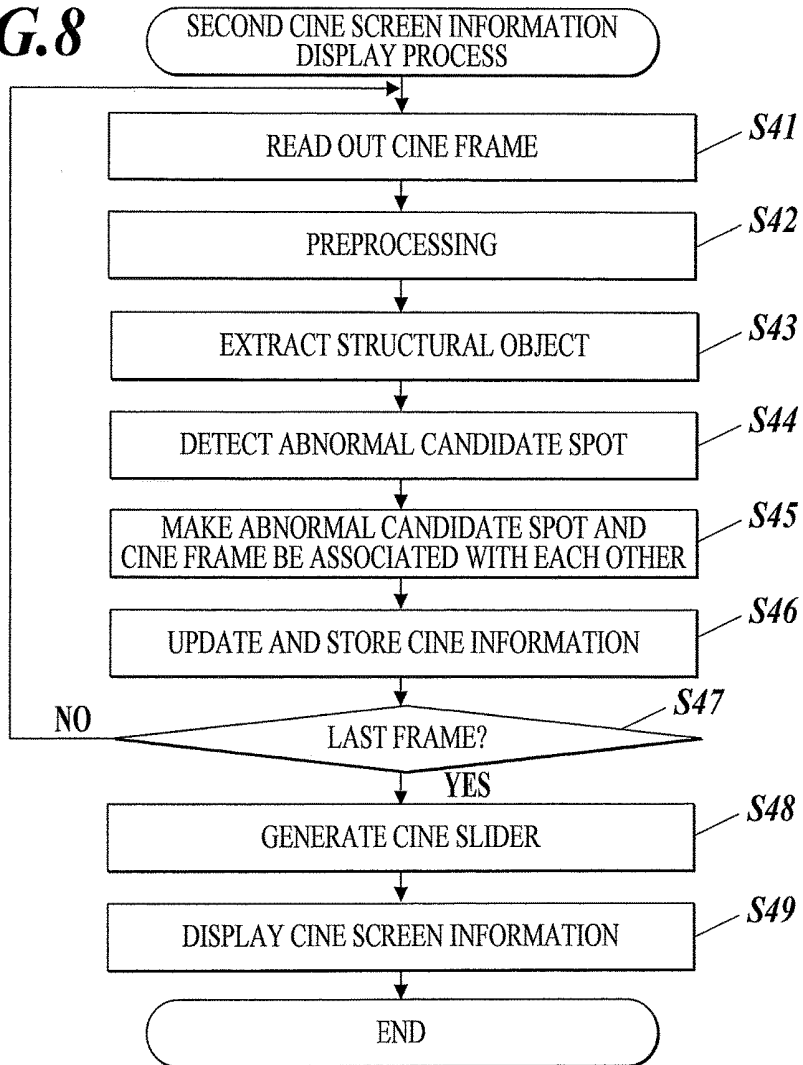 G.8
SECOND CINE SCREEN INFORMATION
DISPLAY PROCESS
S41
READ OUT CINE FRAME
S42
PREPROCESSING
S43
EXTRACT STRUCTURAL OBJECT
S44
DETECT ABNORMAL CANDIDATE SPOT
S45
MAKE ABNORMAL CANDIDATE SPOT AND
CINE FRAME BE ASSOCIATED WITH EACH OTHER
S46
UPDATE AND STORE CINE INFORMATION
S47
NO
LAST FRAME?
YES
S48
GENERATE CINE SLIDER
S49
DISPLAY CINE SCREEN INFORMATION
END